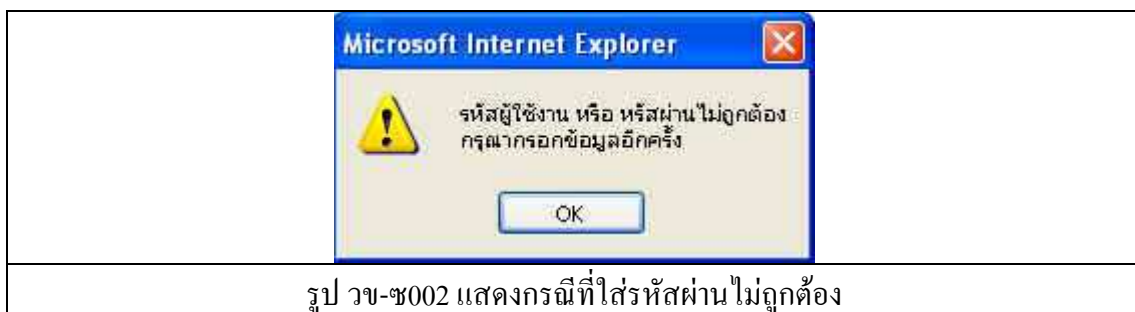 Microsoft Internet Explorer
รหัสผู้ใช้งาน หรือ หรัสผ่านไม่ถูกต้อง
กรุณากรอกข้อมูลอีกครั้ง
OK
รูป วข-ซ002 แสดงกรณีที่ใส่รหัสผ่านไม่ถูกต้อง